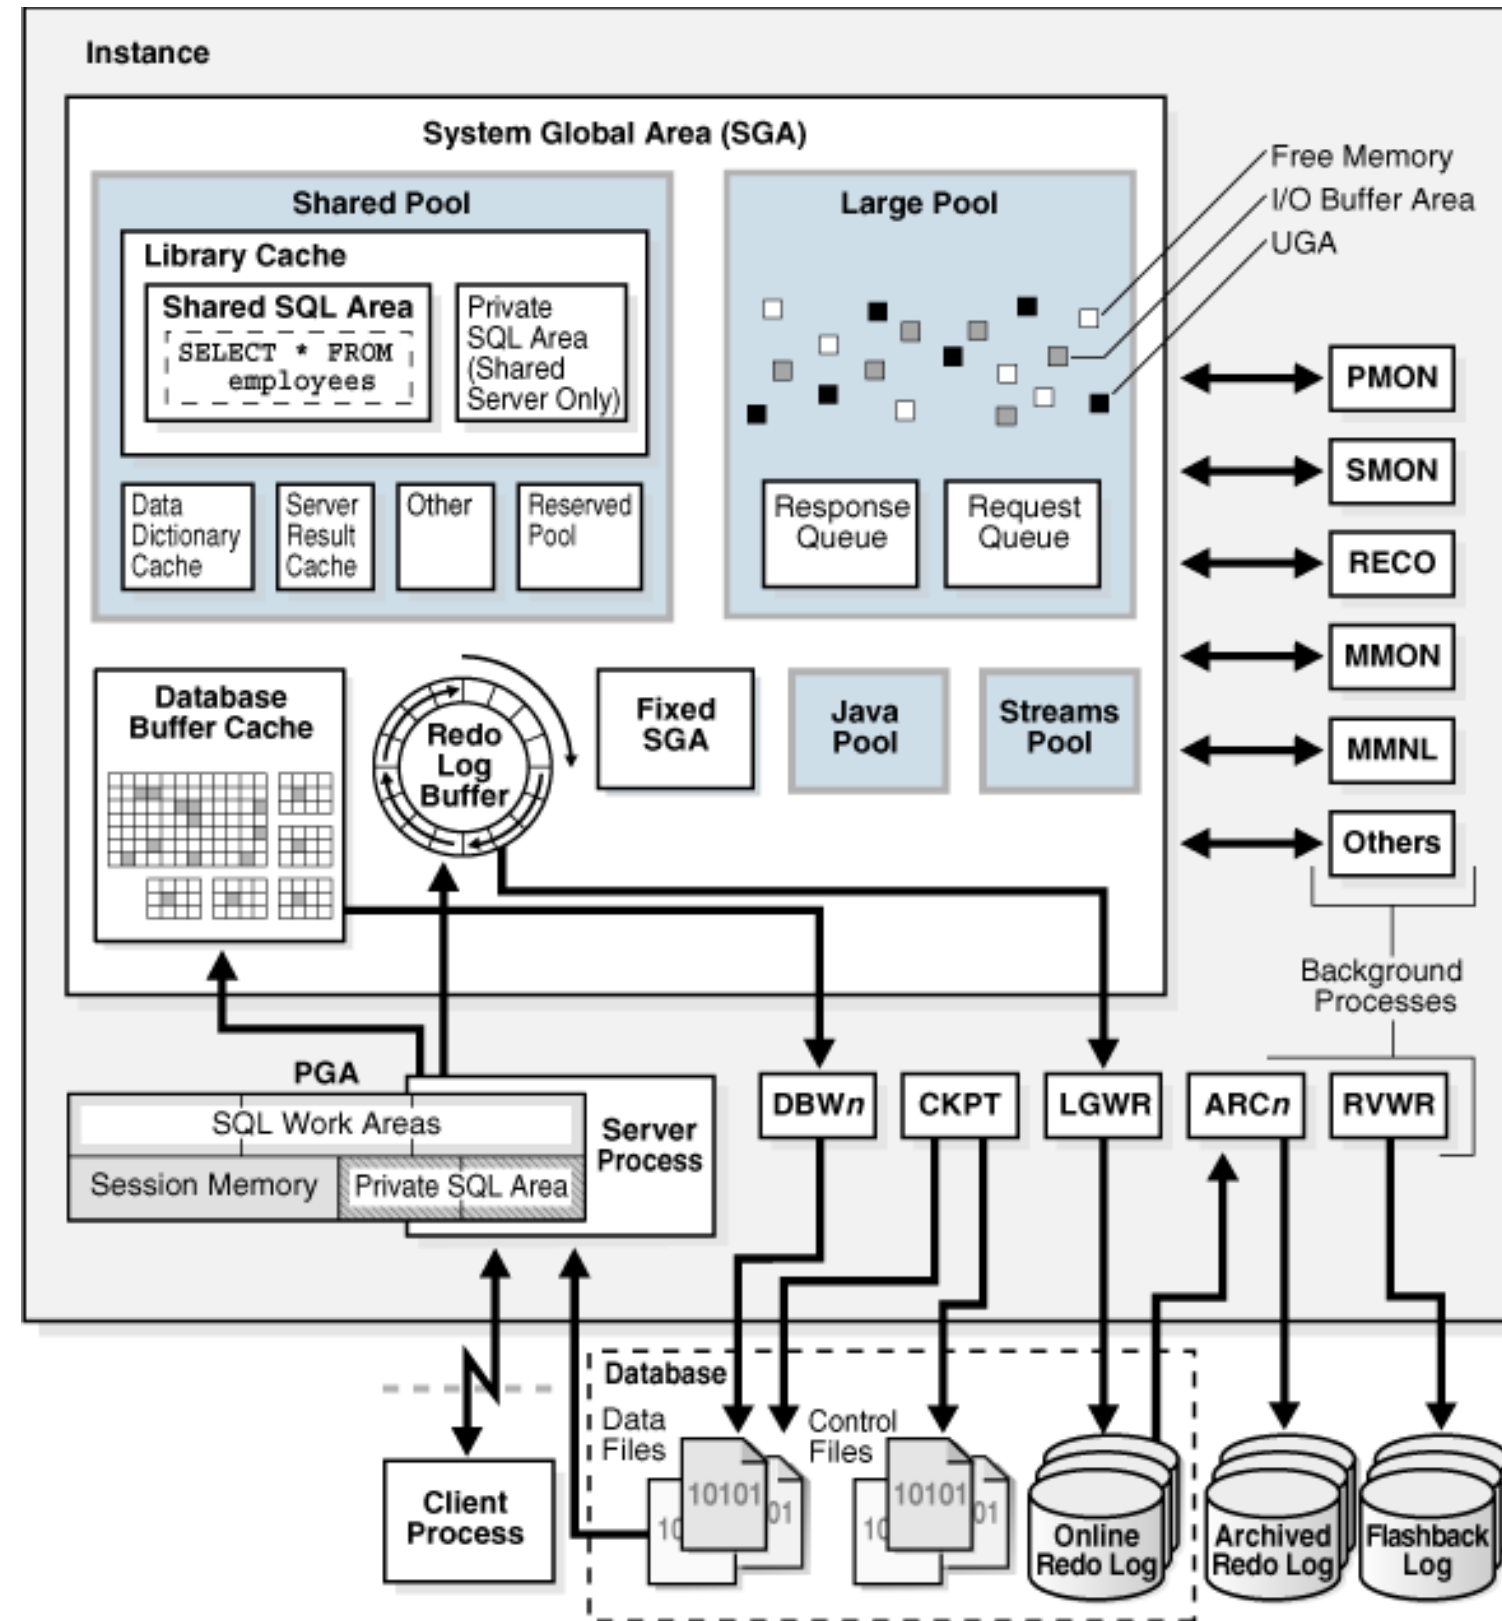 Instance
System Global Area (SGA)
Shared Pool
Library Cache
Shared SQL Area
SELECT * FROM
employees
Private
SQL Area
(Shared
Server Only)
Data
Dictionary
Cache
Server
Result
Cache
Other
Reserved
Pool
Large Pool
Response
Queue
Request
Queue
Free Memory
I/O Buffer Area
UGA
Database
Buffer Cache
Redo
Log
Buffer
Fixed
SGA
Java
Pool
Streams
Pool
PMON
SMON
RECO
MMON
MMNL
Others
Background
Processes
PGA
SQL Work Areas
Session Memory
Private SQL Area
Server
Process
DBWn
CKPT
LGWR
ARCn
RVWR
Client
Process
Database
Data
Files
10101
10
01
Control
Files
10101
10
01
Online
Redo Log
Archived
Redo Log
Flashback
Log